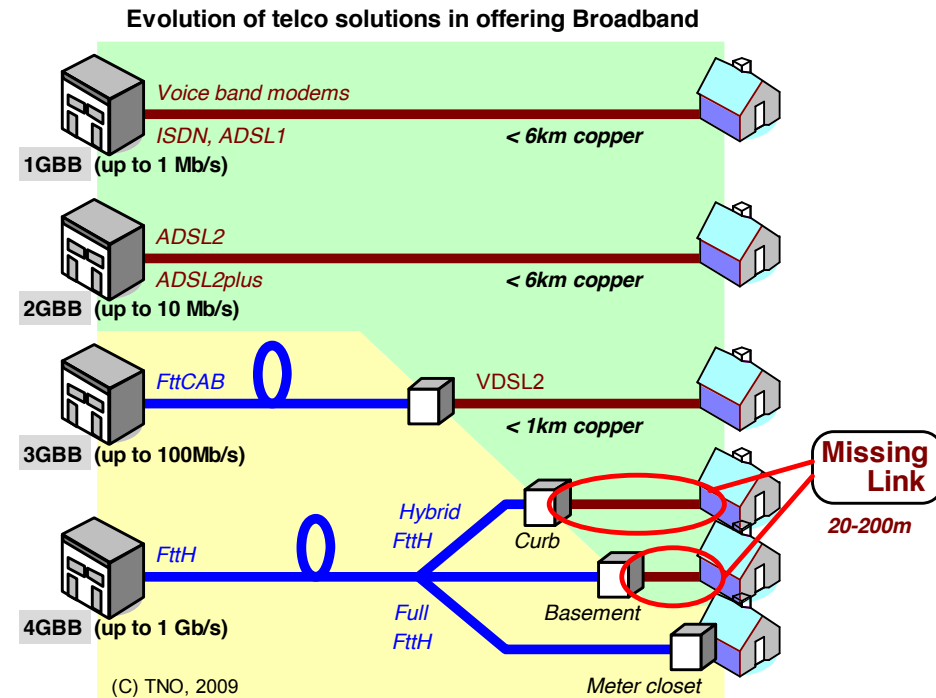 Evolution of telco solutions in offering Broadband
Voice band modems
ISDN, ADSL1
< 6km copper
1GBB (up to 1 Mb/s)
ADSL2
ADSL2plus
< 6km copper
2GBB (up to 10 Mb/s)
FttCAB
VDSL2
< 1km copper
3GBB (up to 100Mb/s)
Missing
Link
20-200m
Hybrid
FttH
Curb
FttH
Basement
Full
FttH
4GBB (up to 1 Gb/s)
Meter closet
(C) TNO, 2009